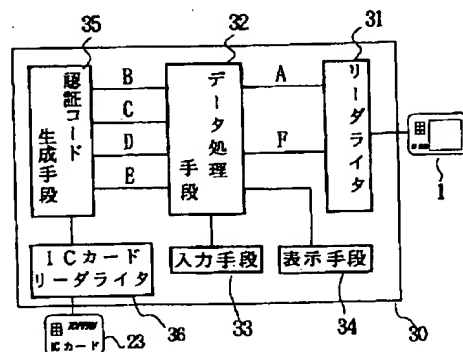 35
32
31
認証コード
生成手段
B
C
D
E
データ処理
手段
A
F
リーダライタ
1
ICカード
リーダライタ
入力手段
表示手段
36
33
34
30
23
ICカード